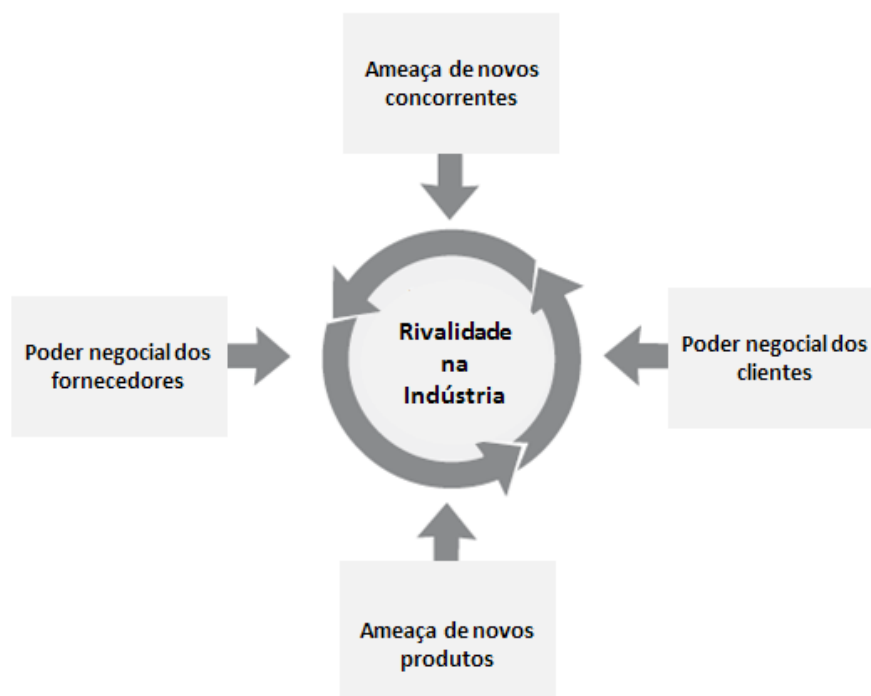 Ameaça de novos
concorrentes
Poder negocial dos
fornecedores
Rivalidade
na
Indústria
Poder negocial dos
clientes
Ameaça de novos
produtos